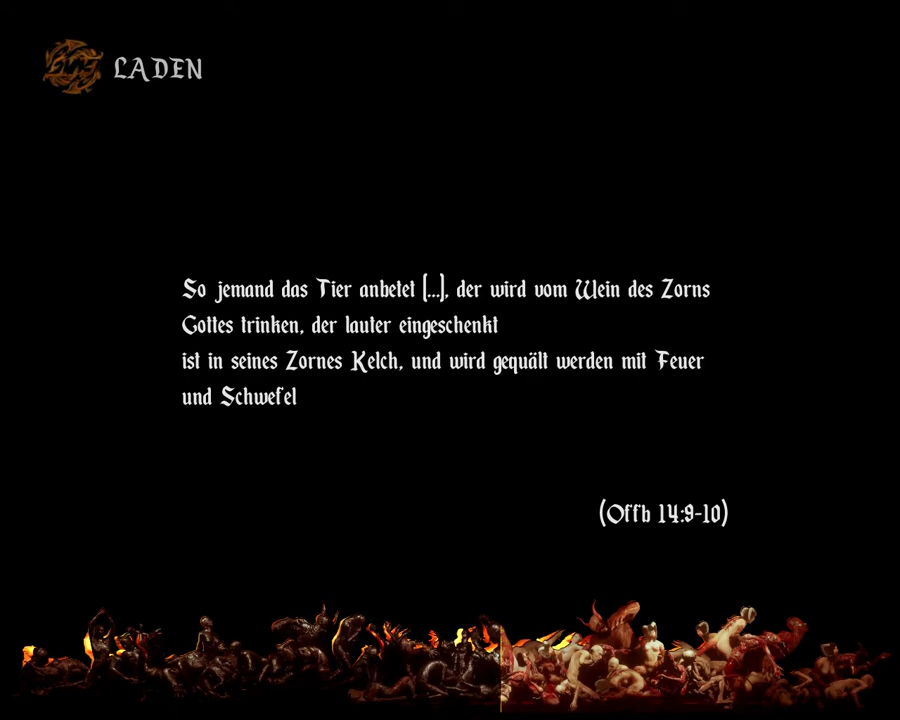 LADEN
So jemand das Tier anbetet [...], der wird vom Wein des Zorns
Gottes trinken, der lauter eingeschenkt
ist in seines Zornes Kelch, und wird gequält werden mit Feuer
und Schwefel
(Offb 14:9-10)